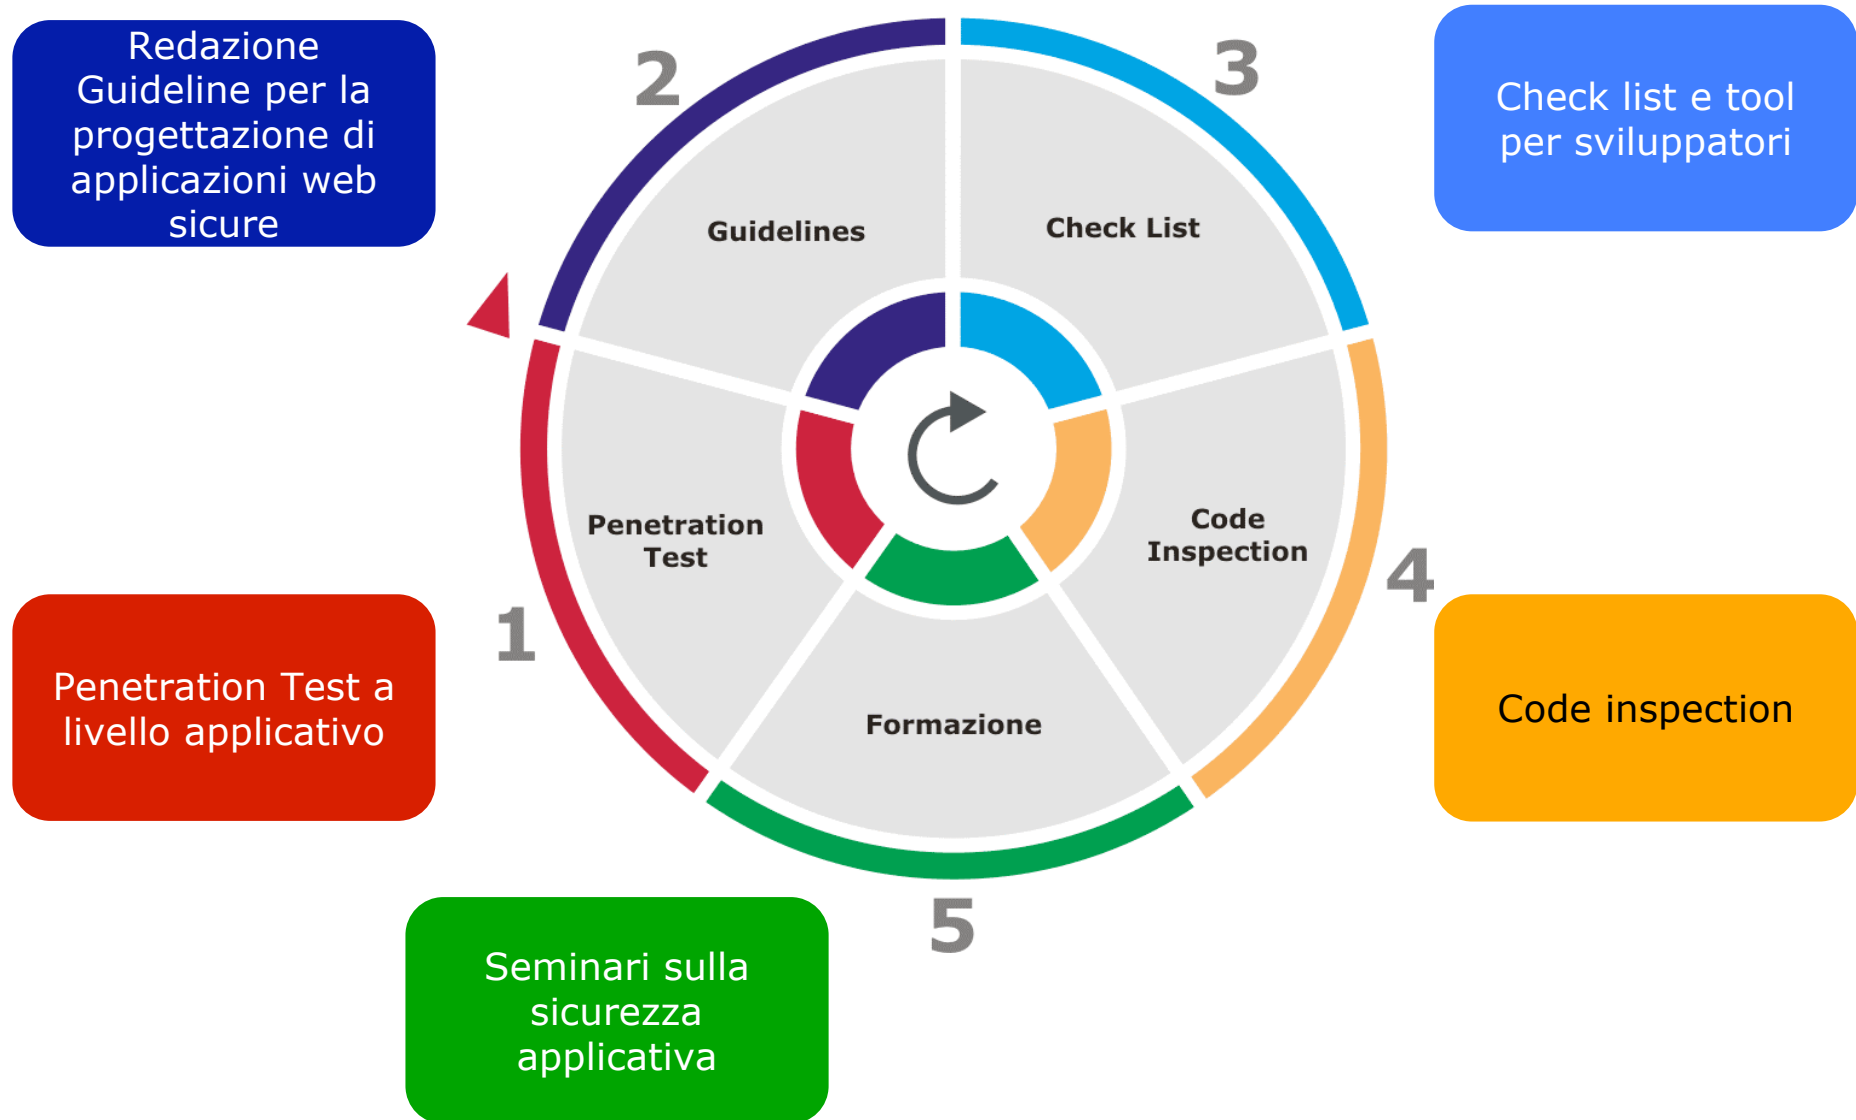 Redazione
Guideline per la
progettazione di
applicazioni web
sicure
2
3
Check list e tool
per sviluppatori
Guidelines
Check List
Penetration
Test
Code
Inspection
1
4
Penetration Test a
livello applicativo
Code inspection
Formazione
5
Seminari sulla
sicurezza
applicativa